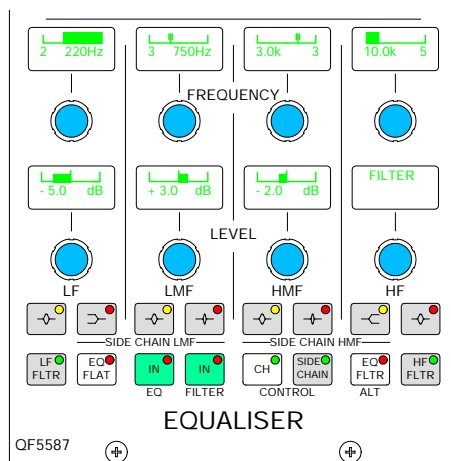 2 220Hz 3 750Hz 3.0k 3 10.0k 5
FREQUENCY
- 5.0 dB + 3.0 dB - 2.0 dB FILTER
LEVEL
LF LMF HMF HF
SIDE CHAIN LMF SIDE CHAIN HMF
LF FLTR EQ FLAT IN IN CH SIDE CHAIN EQ FLTR HF FLTR
EQ FILTER CONTROL ALT
EQUALISER
QF5587